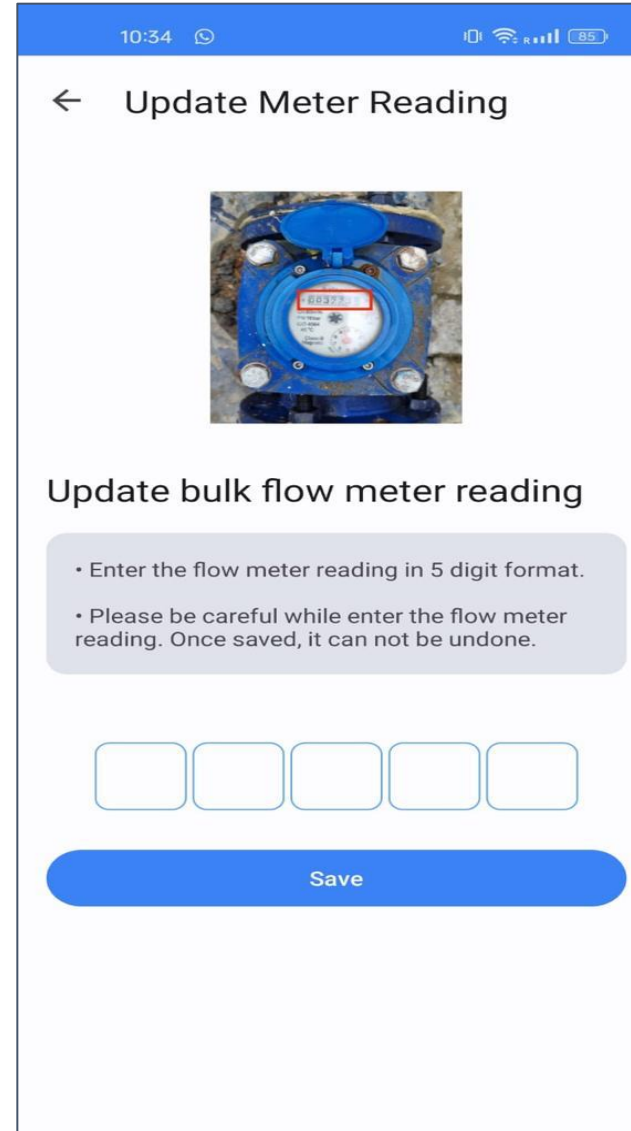 10:34
R
85
Update Meter Reading
Update bulk flow meter reading
• Enter the flow meter reading in 5 digit format.
• Please be careful while enter the flow meter
reading. Once saved, it can not be undone.
Save